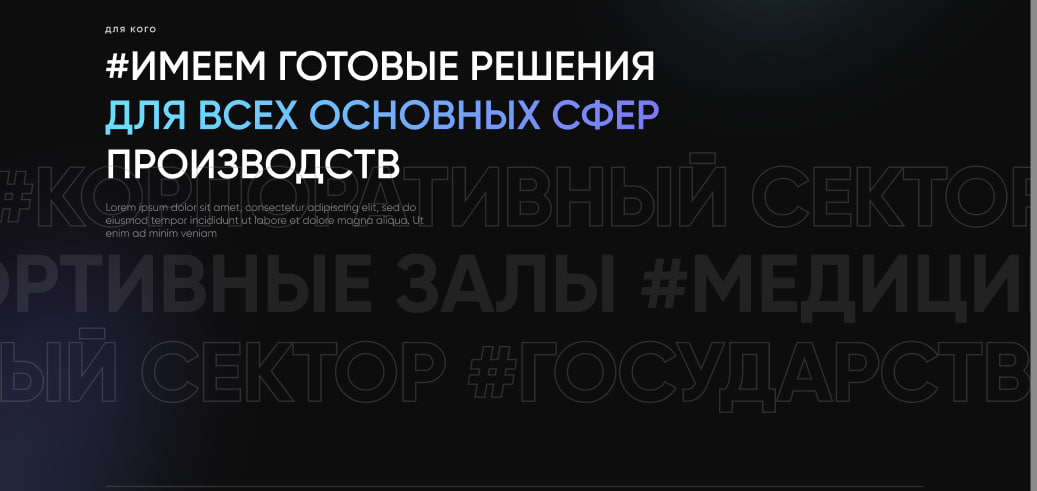 ДЛЯ КОГО
#ИМЕЕМ ГОТОВЫЕ РЕШЕНИЯ
ДЛЯ ВСЕХ ОСНОВНЫХ СФЕР
ПРОИЗВОДСТВ
#КОРПОРАТИВНЫЙ СЕКТОР
Lorem ipsum dolor sit amet, consectetur adipiscing elit, sed do
eiusmod tempor incididunt ut labore et dolore magna aliqua. Ut
enim ad minim veniam
ОРТИВНЫЕ ЗАЛЫ #МЕДИЦИ
ЫЙ СЕКТОР #ГОСУДАРСТВ